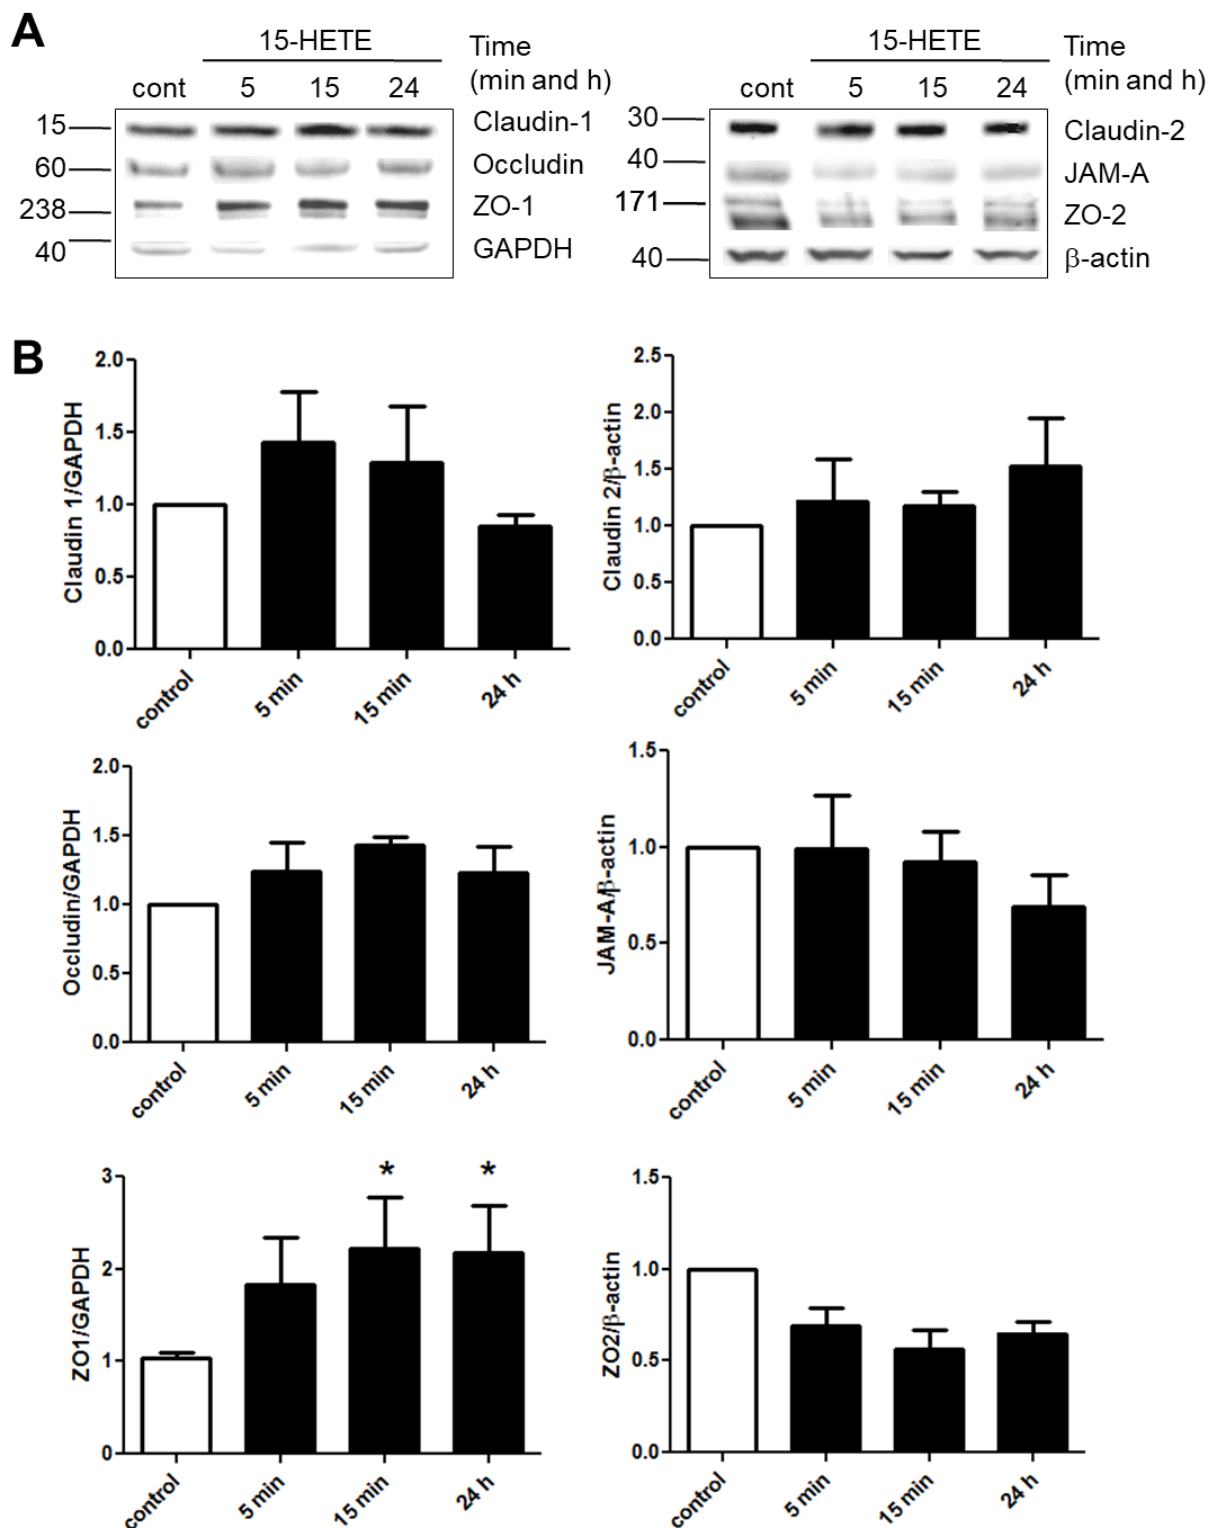 A
15-HETE
Time
(min and h)
cont 5 15 24
15
Claudin-1
60
Occludin
238
ZO-1
40
GAPDH
15-HETE
Time
(min and h)
cont 5 15 24
30
Claudin-2
40
JAM-A
171
ZO-2
40
β-actin
B
Claudin 1/GAPDH
2.0
1.5
1.0
0.5
0.0
control 5 min 15 min 24 h
Claudin 2/β-actin
2.5
2.0
1.5
1.0
0.5
0.0
control 5 min 15 min 24 h
Occludin/GAPDH
2.0
1.5
1.0
0.5
0.0
control 5 min 15 min 24 h
JAM-A/β-actin
1.5
1.0
0.5
0.0
control 5 min 15 min 24 h
ZO1/GAPDH
3
2
1
0
* *
control 5 min 15 min 24 h
ZO2/β-actin
1.5
1.0
0.5
0.0
control 5 min 15 min 24 h